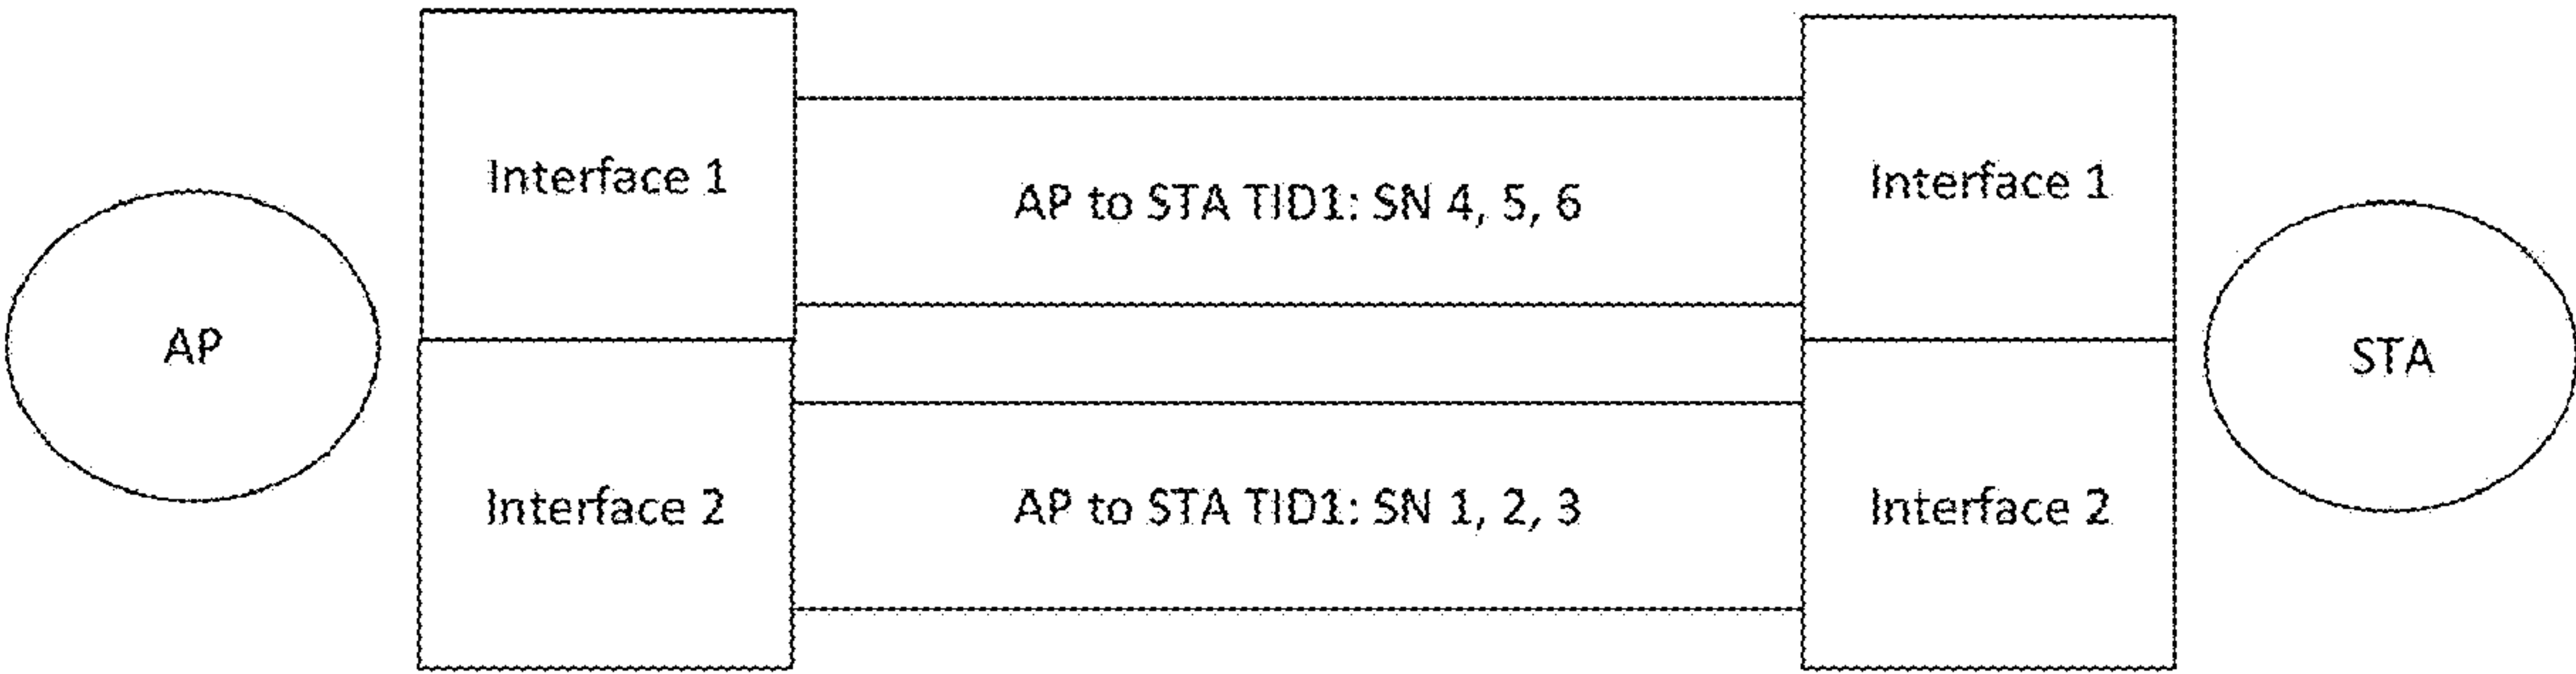 AP
Interface 1
Interface 2
AP to STA TID1: SN 4, 5, 6
AP to STA TID1: SN 1, 2, 3
Interface 1
Interface 2
STA